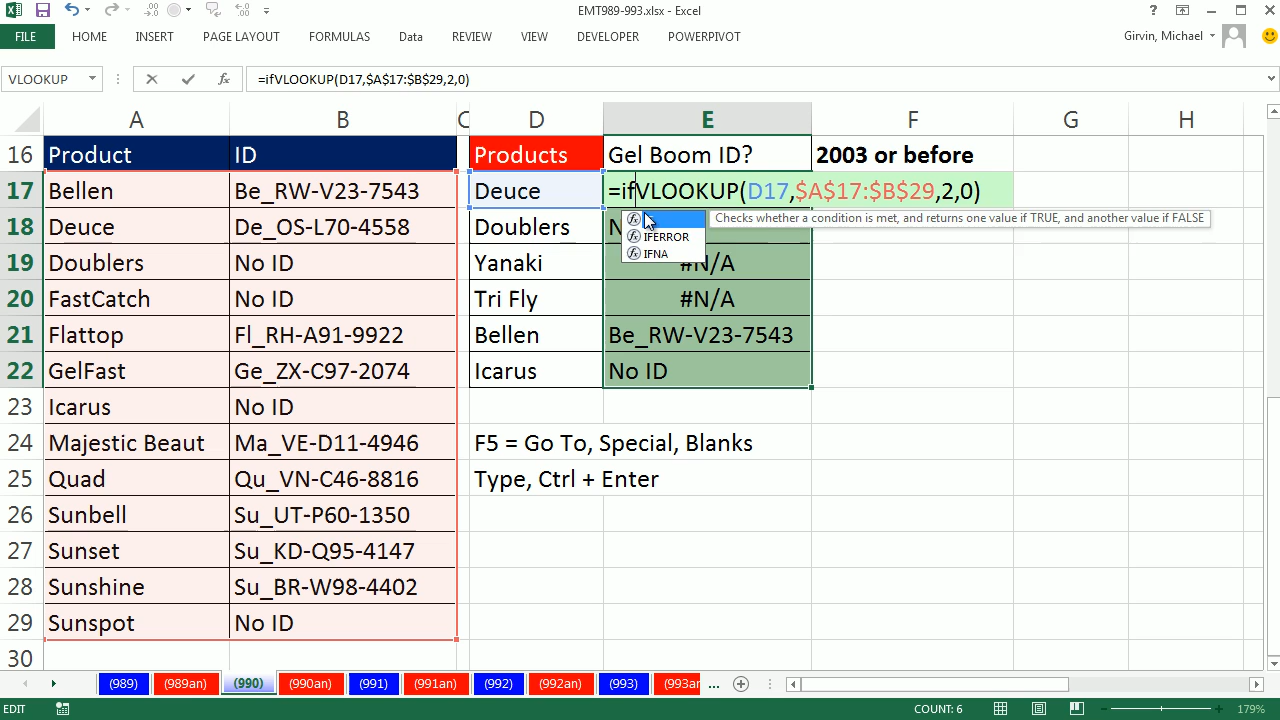 EMT989-993.xlsx - Excel
FILE HOME INSERT PAGE LAYOUT FORMULAS Data REVIEW VIEW DEVELOPER POWERPIVOT Girvin, Michael
VLOOKUP =ifVLOOKUP(D17,$A$17:$B$29,2,0)
A B C D E F G H
16 Product ID Products Gel Boom ID? 2003 or before
17 Bellen Be_RW-V23-7543 Deuce =ifVLOOKUP(D17,$A$17:$B$29,2,0)
Checks whether a condition is met, and returns one value if TRUE, and another value if FALSE
18 Deuce De_OS-L70-4558 Doublers
IFERROR
IFNA
19 Doublers No ID Yanaki #N/A
20 FastCatch No ID Tri Fly #N/A
21 Flattop Fl_RH-A91-9922 Bellen Be_RW-V23-7543
22 GelFast Ge_ZX-C97-2074 Icarus No ID
23 Icarus No ID
24 Majestic Beaut Ma_VE-D11-4946 F5 = Go To, Special, Blanks
25 Quad Qu_VN-C46-8816 Type, Ctrl + Enter
26 Sunbell Su_UT-P60-1350
27 Sunset Su_KD-Q95-4147
28 Sunshine Su_BR-W98-4402
29 Sunspot No ID
30
(989) (989an) (990) (990an) (991) (991an) (992) (992an) (993) (993an
EDIT COUNT: 6 179%